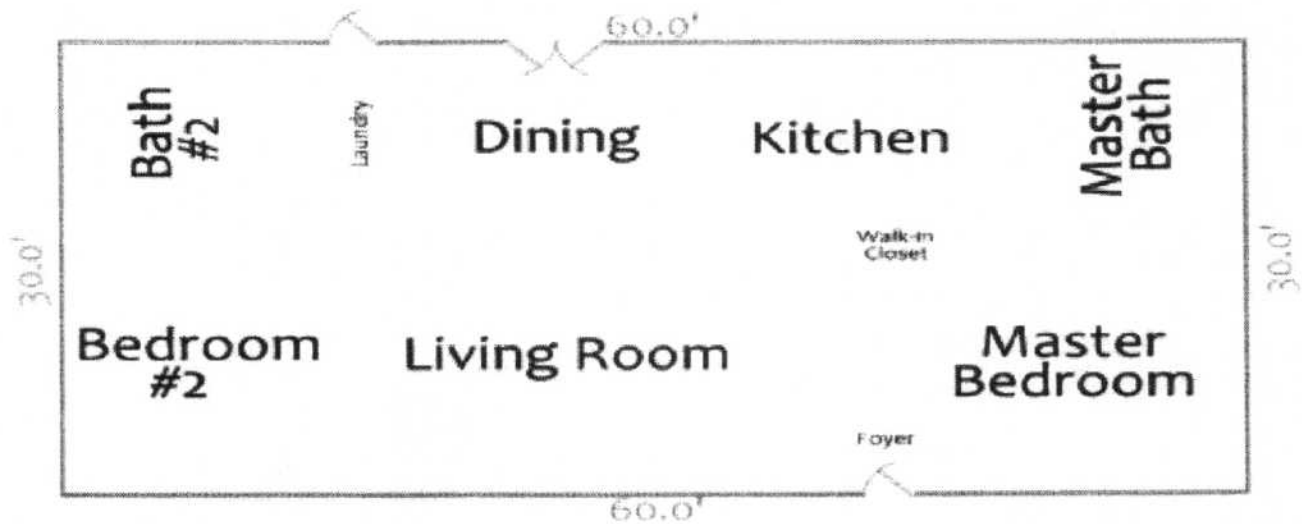 60.0'
Bath
#2
Laundry
Dining
Kitchen
Master
Bath
30.0'
Walk-in
Closet
30.0'
Bedroom
#2
Living Room
Master
Bedroom
Foyer
60.0'